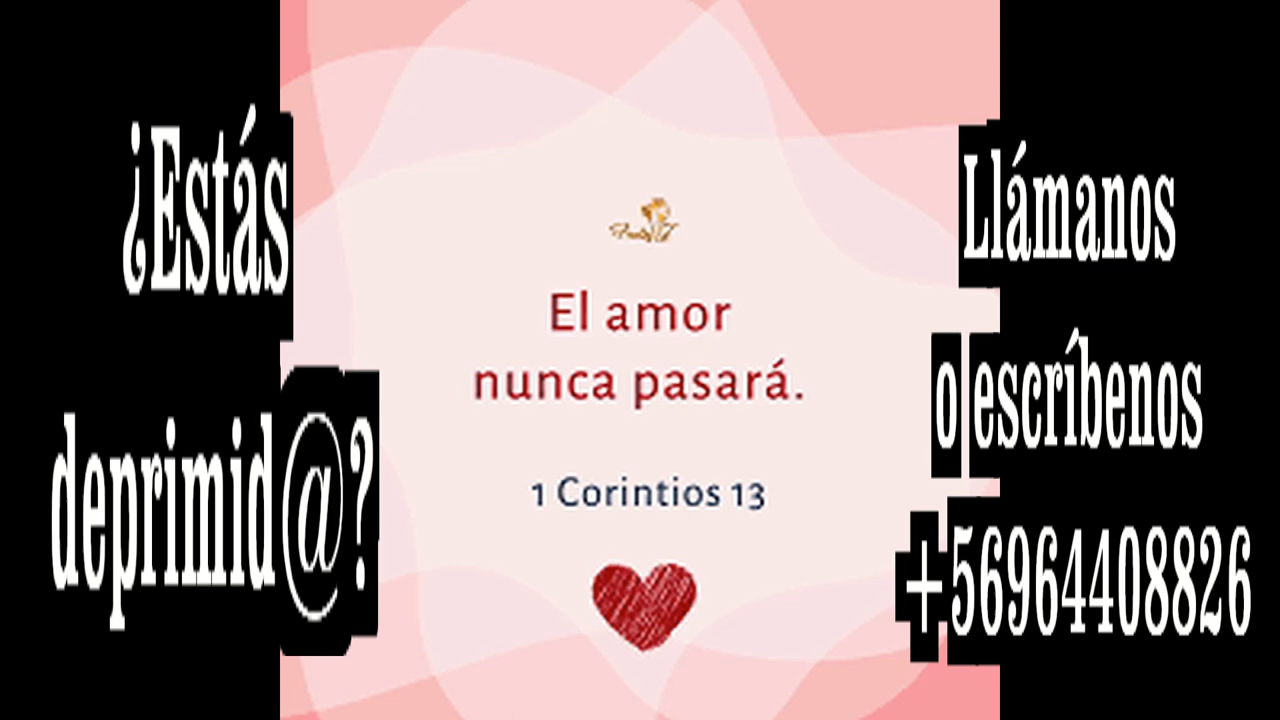 ¿Estás
deprimid@?
El amor
nunca pasará.
1 Corintios 13
Llámanos
o escríbenos
+56964408826